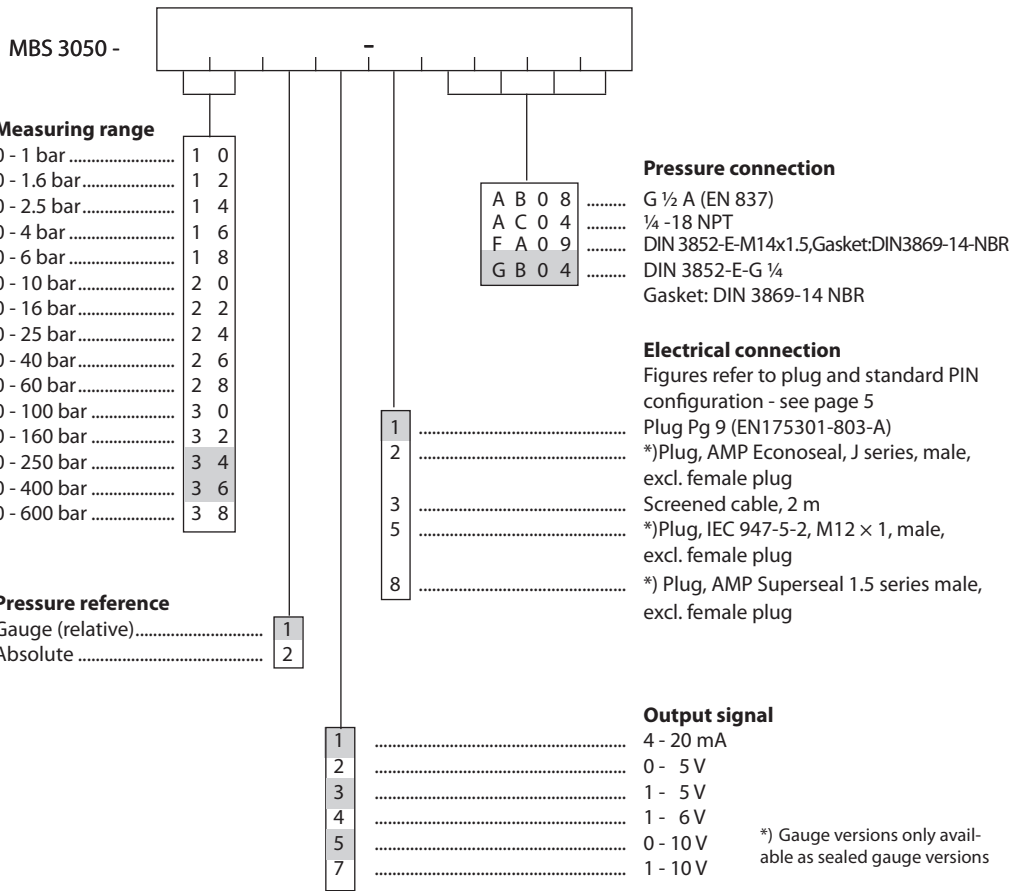 MBS 3050 -
–
Measuring range
0 - 1 bar ....................... 1 0
0 - 1.6 bar.................... 1 2
0 - 2.5 bar.................... 1 4
0 - 4 bar ....................... 1 6
0 - 6 bar ....................... 1 8
0 - 10 bar..................... 2 0
0 - 16 bar..................... 2 2
0 - 25 bar..................... 2 4
0 - 40 bar..................... 2 6
0 - 60 bar..................... 2 8
0 - 100 bar .................. 3 0
0 - 160 bar .................. 3 2
0 - 250 bar .................. 3 4
0 - 400 bar .................. 3 6
0 - 600 bar .................. 3 8
Pressure reference
Gauge (relative)............................ 1
Absolute ........................................ 2
Pressure connection
A B 0 8 ......... G ½ A (EN 837)
A C 0 4 ......... ¼ -18 NPT
F A 0 9 ......... DIN 3852-E-M14x1.5,Gasket:DIN3869-14-NBR
G B 0 4 ......... DIN 3852-E-G ¼
Gasket: DIN 3869-14 NBR
Electrical connection
Figures refer to plug and standard PIN
configuration - see page 5
1 ............................................. Plug Pg 9 (EN175301-803-A)
2 ............................................. *)Plug, AMP Econoseal, J series, male,
excl. female plug
3 ............................................. Screened cable, 2 m
5 ............................................. *)Plug, IEC 947-5-2, M12 × 1, male,
excl. female plug
8 ............................................. *) Plug, AMP Superseal 1.5 series male,
excl. female plug
Output signal
1 ...................................................... 4 - 20 mA
2 ...................................................... 0 - 5 V
3 ...................................................... 1 - 5 V
4 ...................................................... 1 - 6 V
5 ...................................................... 0 - 10 V
7 ...................................................... 1 - 10 V
*) Gauge versions only avail-
able as sealed gauge versions